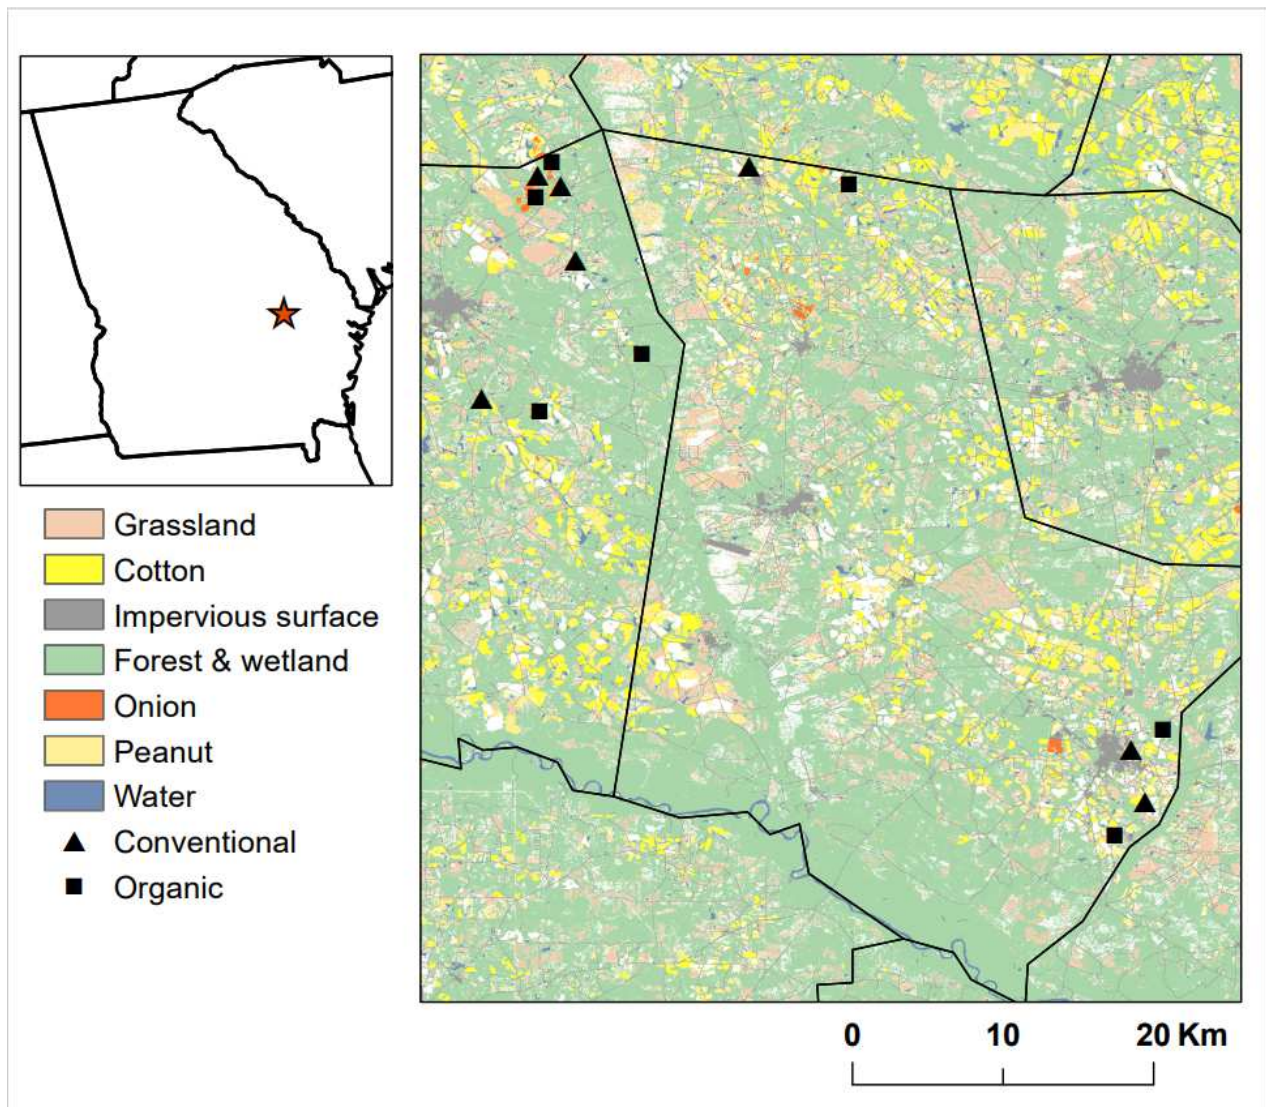 Grassland
Cotton
Impervious surface
Forest & wetland
Onion
Peanut
Water
Conventional
Organic
0 10 20 Km